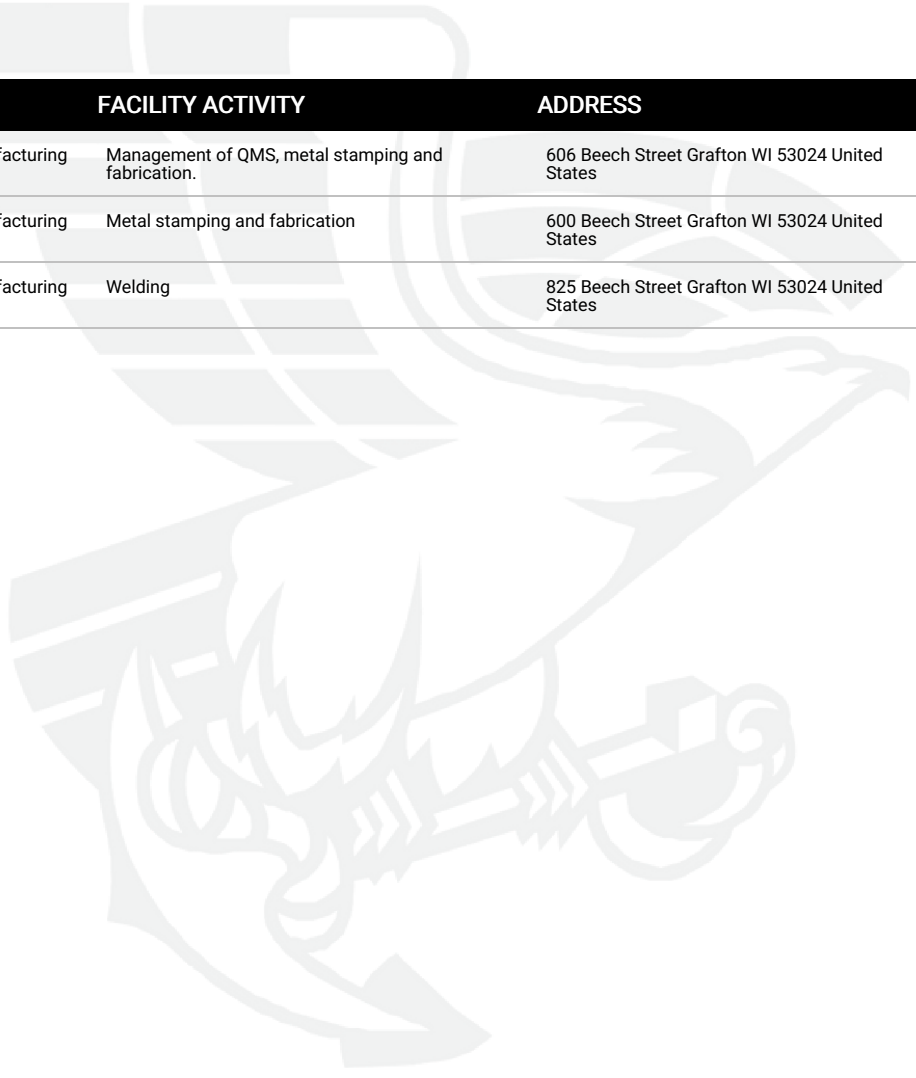 FACILITY ACTIVITY ADDRESS
facturing Management of QMS, metal stamping and 606 Beech Street Grafton WI 53024 United
fabrication. States
facturing Metal stamping and fabrication 600 Beech Street Grafton WI 53024 United
States
facturing Welding 825 Beech Street Grafton WI 53024 United
States